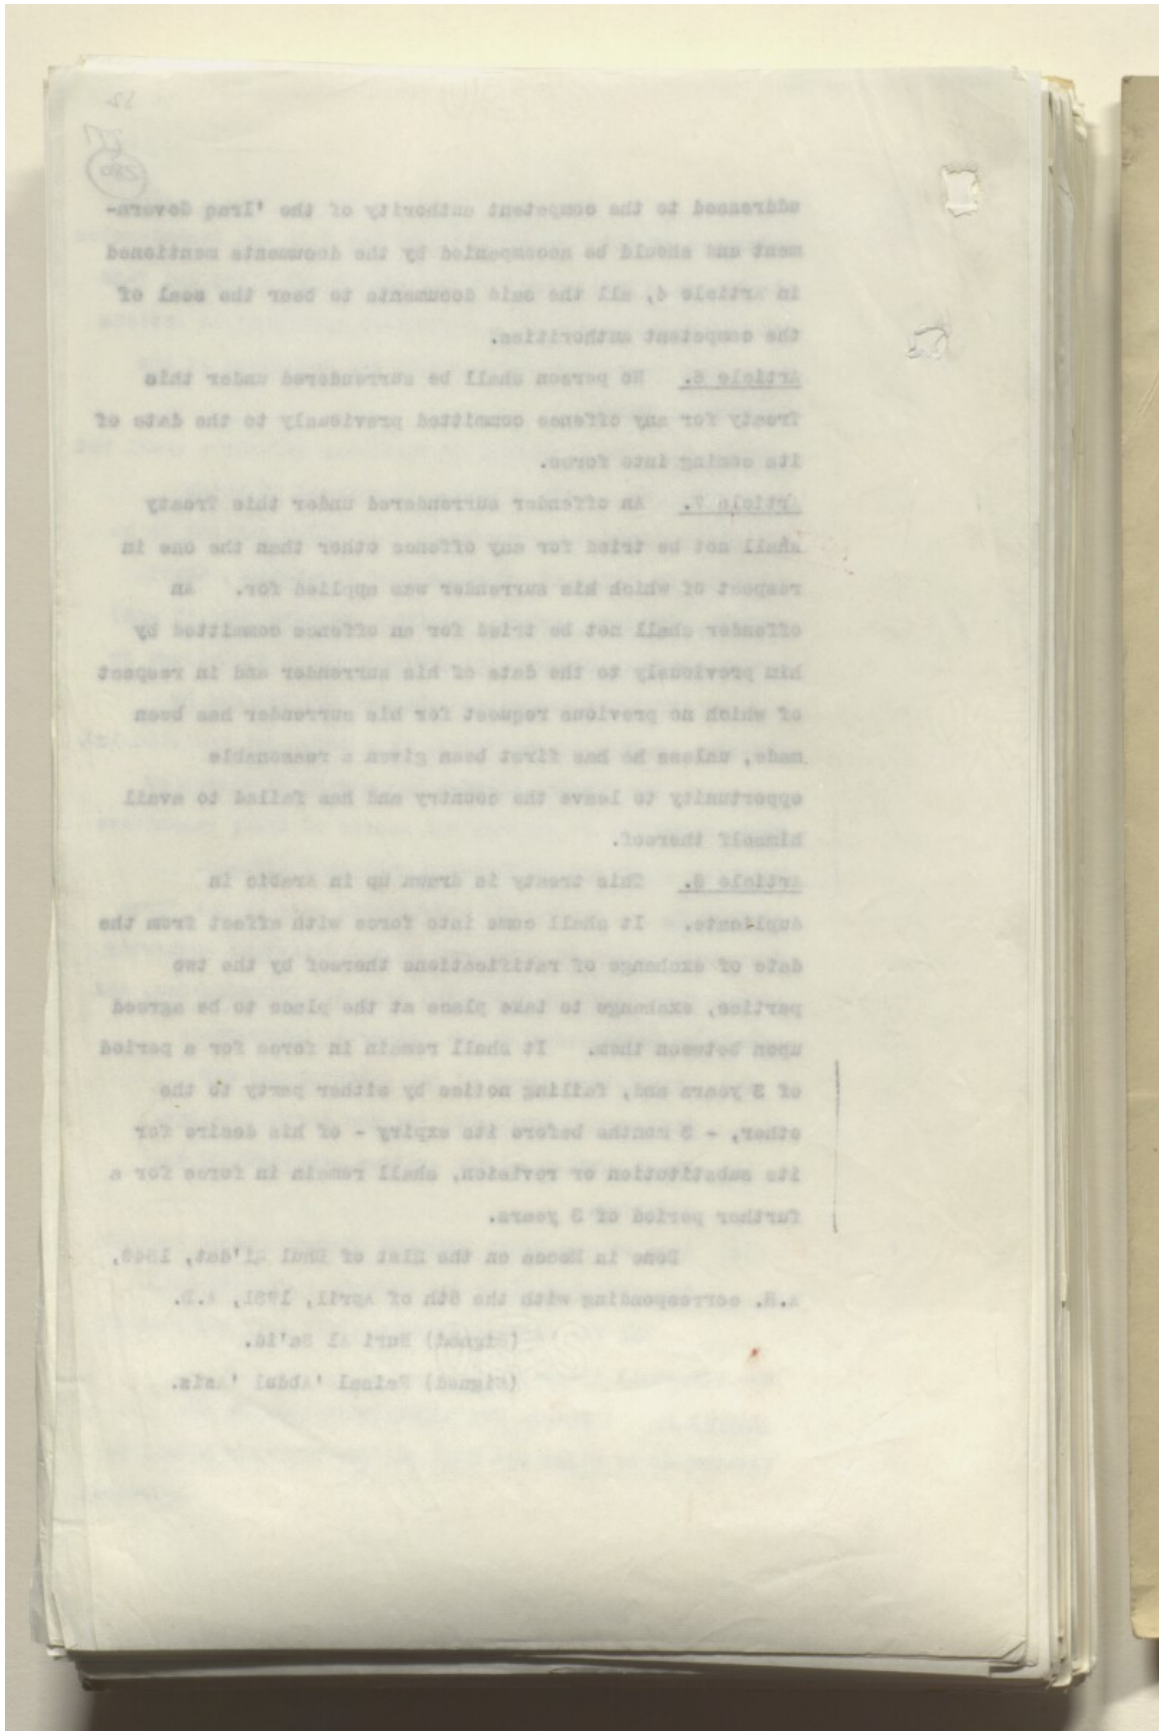 addressed to the competent authority of the 'Iraq Govern-
ment and should be accompanied by the documents mentioned
in Article 4, all the said documents to bear the seal of
the competent authorities.
Article 6. No person shall be surrendered under this
Treaty for any offence committed previously to the date of
its coming into force.
Article 7. An offender surrendered under this Treaty
shall not be tried for any offence other than the one in
respect of which his surrender was applied for. An
offender shall not be tried for an offence committed by
him previously to the date of his surrender and in respect
of which no previous request for his surrender has been
made, unless he has first been given a reasonable
opportunity to leave the country and has failed to avail
himself thereof.
Article 8. This treaty is drawn up in Arabic in
duplicate. It shall come into force with effect from the
date of exchange of ratifications thereof by the two
parties, exchange to take place at the place to be agreed
upon between them. It shall remain in force for a period
of 3 years and, failing notice by either party to the
other, - 3 months before its expiry - of his desire for
its substitution or revision, shall remain in force for a
further period of 3 years.
Done in Mecca on the 21st of Dhul Qi'dat, 1349,
A.H. corresponding with the 8th of April, 1931, A.D.
(Signed) Nuri Al Sa'id.
(Signed) Faisal 'Abdul 'Aziz.